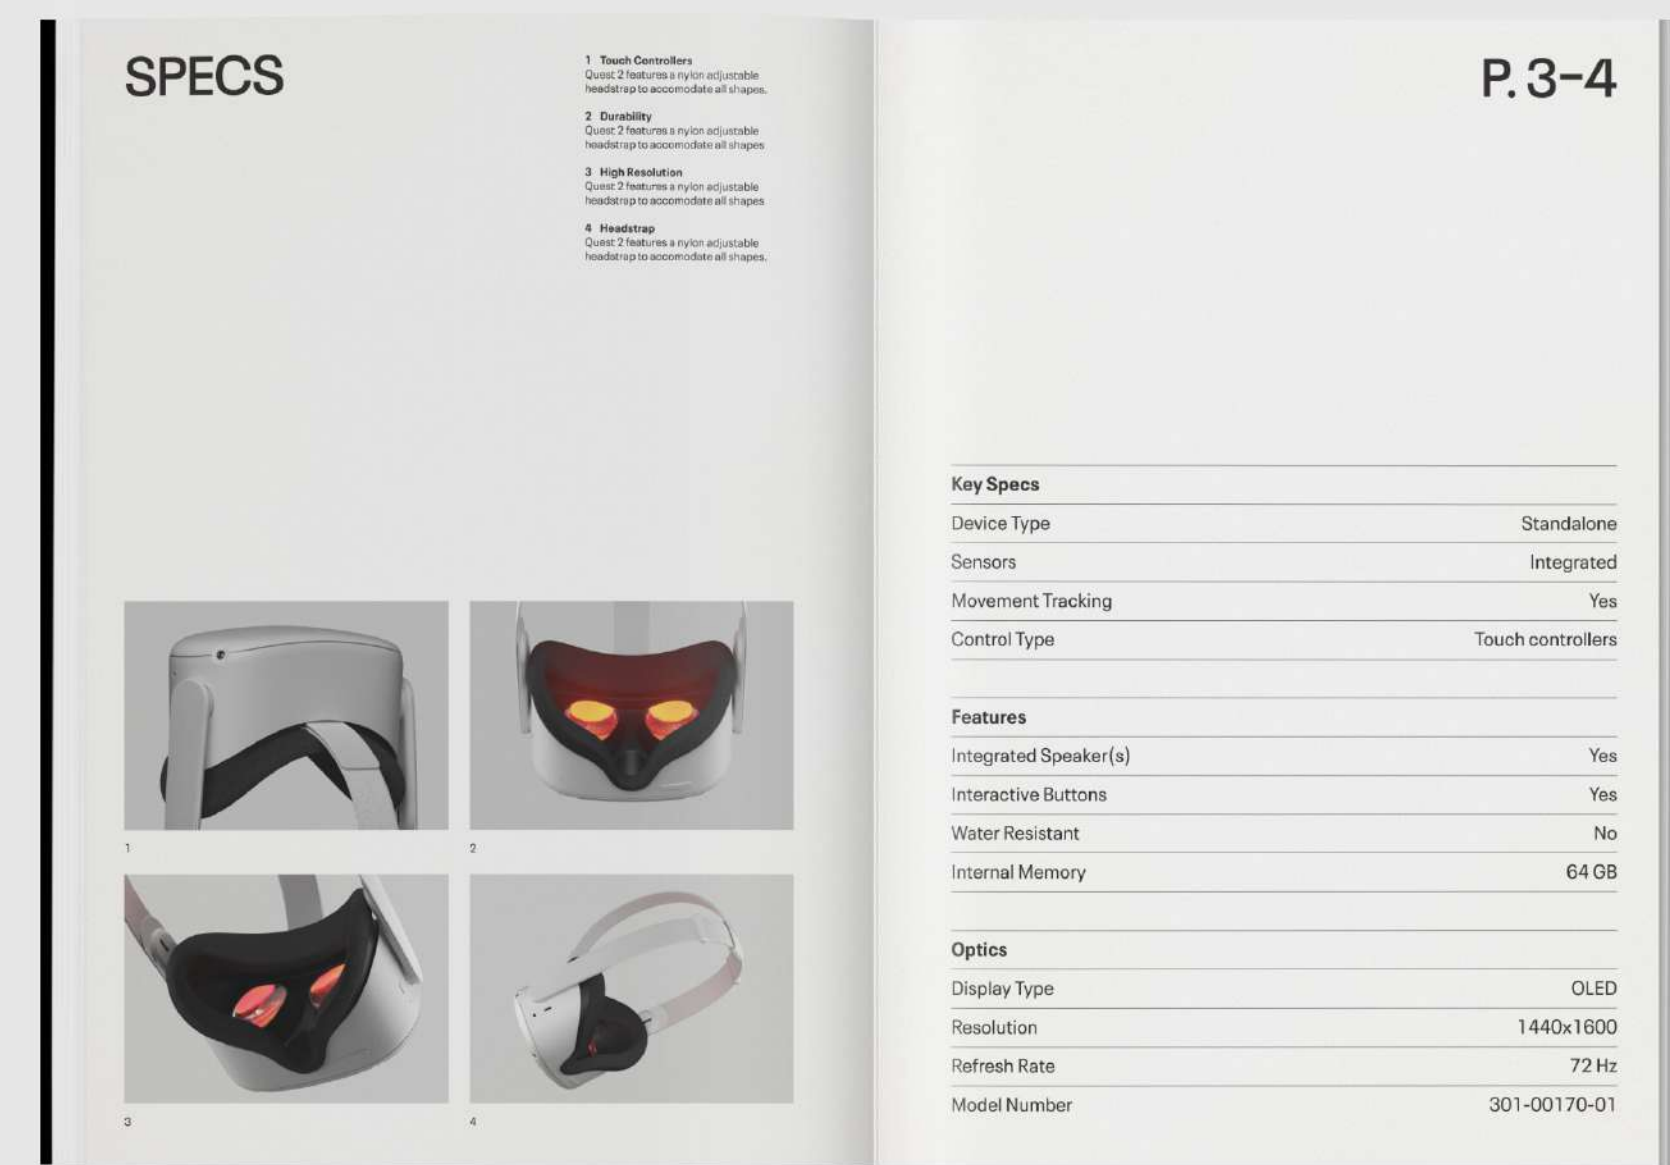 SPECS
1 Touch Controllers
Quest 2 features a nylon adjustable
headstrap to accomodate all shapes.
2 Durability
Quest 2 features a nylon adjustable
headstrap to accomodate all shapes
3 High Resolution
Quest 2 features a nylon adjustable
headstrap to accomodate all shapes
4 Headstrap
Quest 2 features a nylon adjustable
headstrap to accomodate all shapes.
1
2
3
4
P. 3–4
Key Specs
Device Type Standalone
Sensors Integrated
Movement Tracking Yes
Control Type Touch controllers
Features
Integrated Speaker(s) Yes
Interactive Buttons Yes
Water Resistant No
Internal Memory 64 GB
Optics
Display Type OLED
Resolution 1440x1600
Refresh Rate 72 Hz
Model Number 301-00170-01